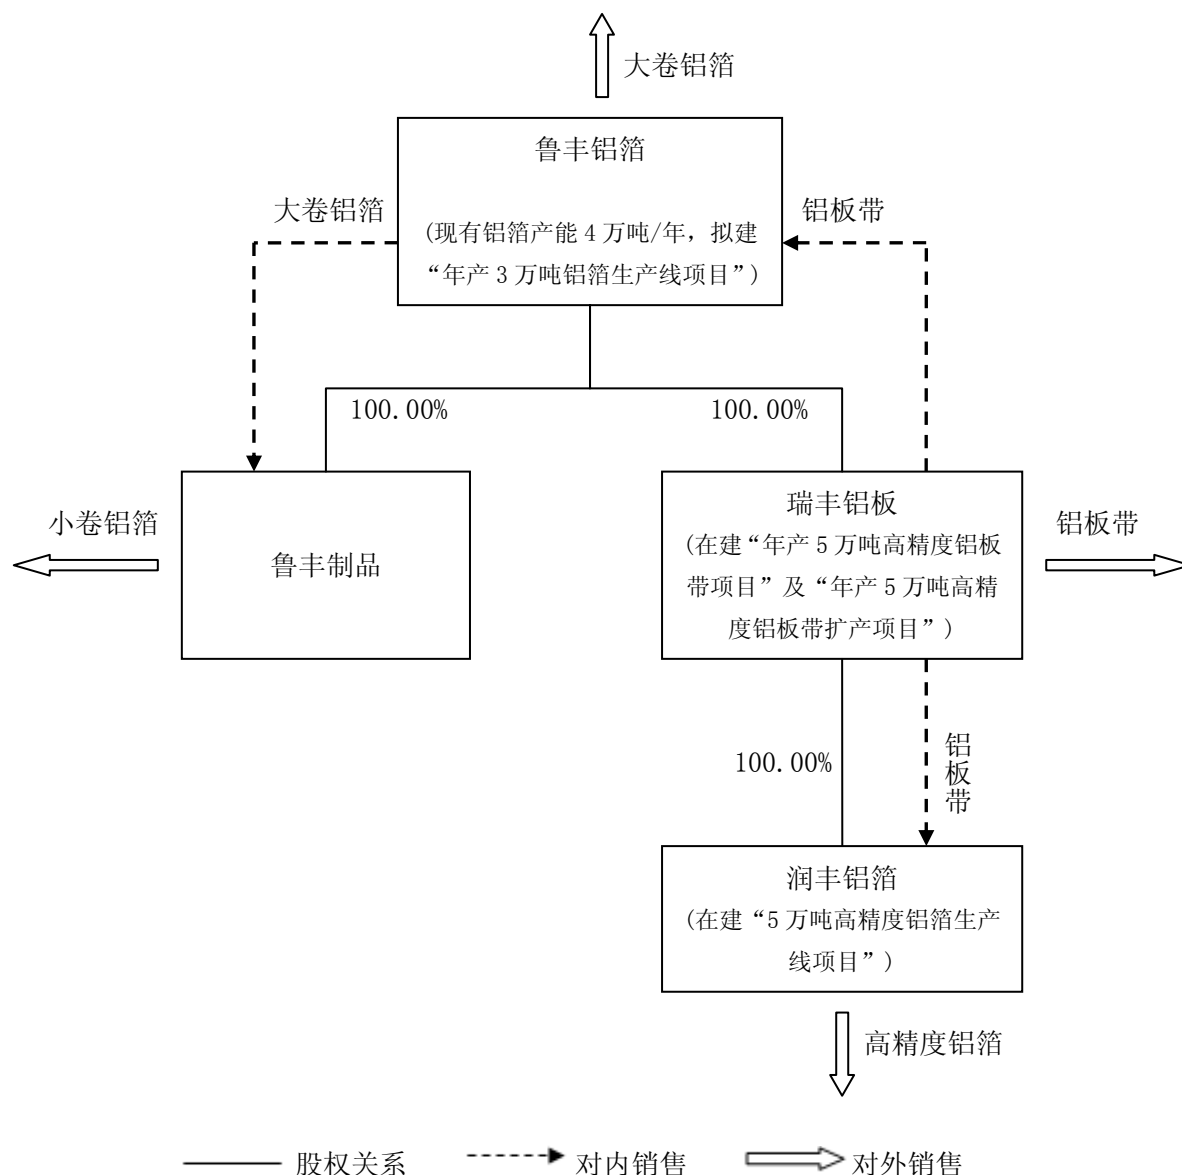 大卷铝箔
鲁丰铝箔
大卷铝箔
铝板带
(现有铝箔产能 4 万吨/年，拟建
“年产 3 万吨铝箔生产线项目”)
100.00%
100.00%
小卷铝箔
鲁丰制品
瑞丰铝板
(在建“年产 5 万吨高精度铝板
带项目”及“年产 5 万吨高精
度铝板带扩产项目”)
铝板带
100.00%
铝板带
润丰铝箔
(在建“5 万吨高精度铝箔生产
线项目”)
高精度铝箔
股权关系
对内销售
对外销售